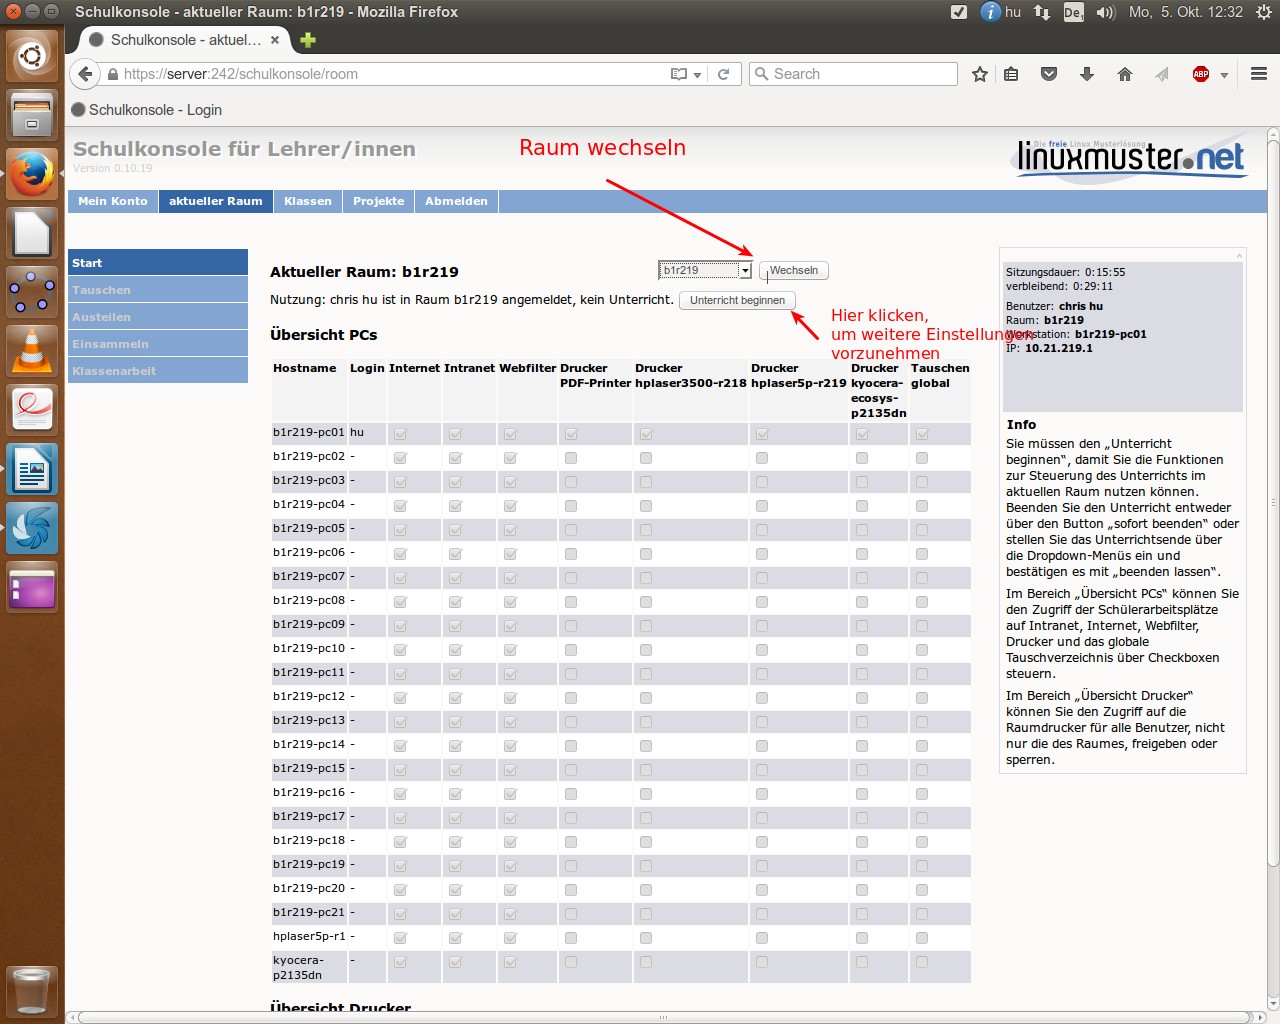 Schulkonsole - aktueller Raum: b1r219 - Mozilla Firefox
hu De1 Mo, 5. Okt. 12:32
Schulkonsole - aktuel…
https://server:242/schulkonsole/room Search ABP
Schulkonsole - Login
Schulkonsole für Lehrer/innen
Version 0.10.19
Raum wechseln
Die freie Linux Musterlösung
linuxmuster.net
Mein Konto aktueller Raum Klassen Projekte Abmelden
Start
Tauschen
Austeilen
Einsammeln
Klassenarbeit
Aktueller Raum: b1r219 b1r219 Wechseln
Nutzung: chris hu ist in Raum b1r219 angemeldet, kein Unterricht. Unterricht beginnen
Hier klicken,
um weitere Einstellungen
vorzunehmen
Übersicht PCs
Hostname Login Internet Intranet Webfilter Drucker PDF-Printer Drucker hplaser3500-r218 Drucker hplaser5p-r219 Drucker kyocera-ecosys-p2135dn Tauschen global
b1r219-pc01 hu
b1r219-pc02 -
b1r219-pc03 -
b1r219-pc04 -
b1r219-pc05 -
b1r219-pc06 -
b1r219-pc07 -
b1r219-pc08 -
b1r219-pc09 -
b1r219-pc10 -
b1r219-pc11 -
b1r219-pc12 -
b1r219-pc13 -
b1r219-pc14 -
b1r219-pc15 -
b1r219-pc16 -
b1r219-pc17 -
b1r219-pc18 -
b1r219-pc19 -
b1r219-pc20 -
b1r219-pc21 -
hplaser5p-r1 -
kyocera- -
p2135dn
Übersicht Drucker
Sitzungsdauer: 0:15:55
verbleibend: 0:29:11
Benutzer: chris hu
Raum: b1r219
Workstation: b1r219-pc01
IP: 10.21.219.1
Info
Sie müssen den „Unterricht
beginnen“, damit Sie die Funktionen
zur Steuerung des Unterrichts im
aktuellen Raum nutzen können.
Beenden Sie den Unterricht entweder
über den Button „sofort beenden“ oder
stellen Sie das Unterrichtsende über
die Dropdown-Menüs ein und
bestätigen es mit „beenden lassen“.
Im Bereich „Übersicht PCs“ können Sie
den Zugriff der Schülerarbeitsplätze
auf Intranet, Internet, Webfilter,
Drucker und das globale
Tauschverzeichnis über Checkboxen
steuern.
Im Bereich „Übersicht Drucker“
können Sie den Zugriff auf die
Raumdrucker für alle Benutzer, nicht
nur die des Raumes, freigeben oder
sperren.